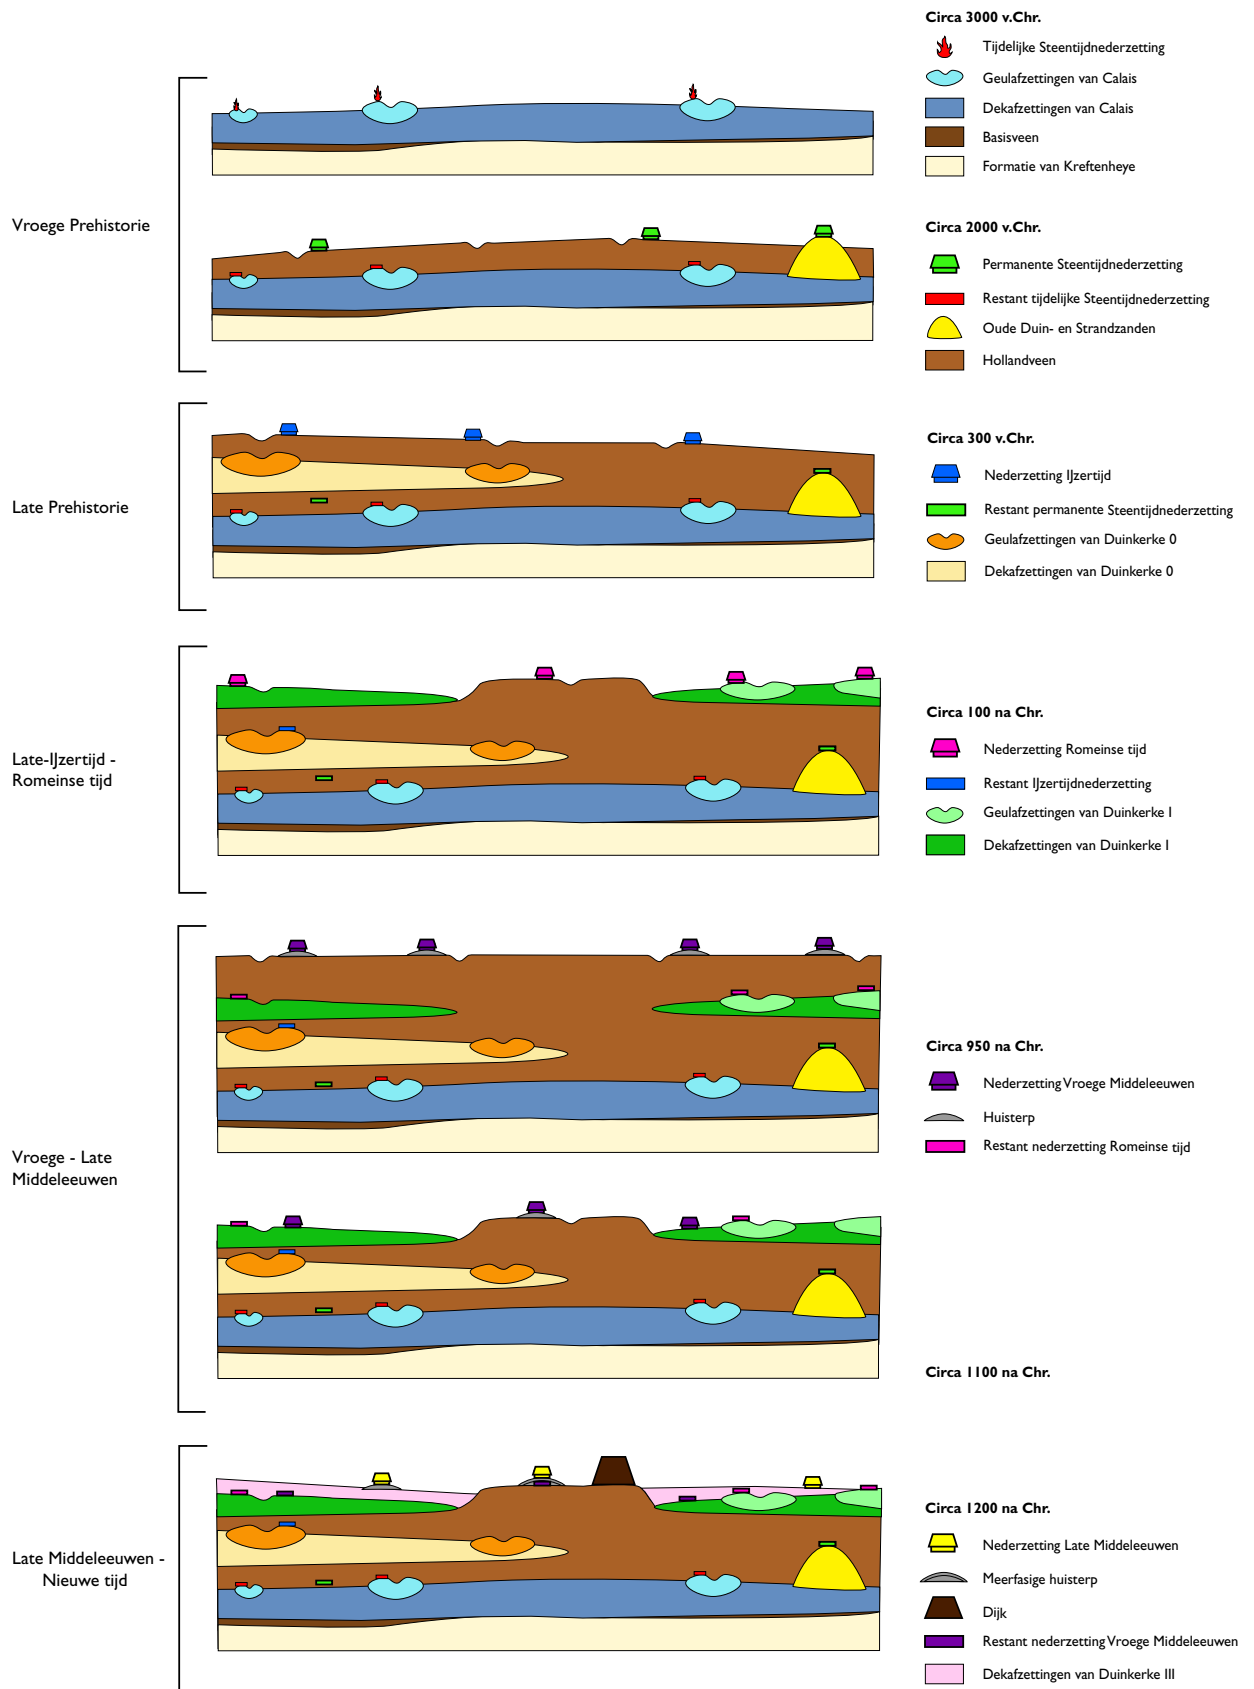 Circa 3000 v.Chr.
Tijdelijke Steentijdnederzetting
Geulafzettingen van Calais
Dekafzettingen van Calais
Basisveen
Formatie van Kreftenheye
Vroege Prehistorie
Circa 2000 v.Chr.
Permanente Steentijdnederzetting
Restant tijdelijke Steentijdnederzetting
Oude Duin- en Strandzanden
Hollandveen
Late Prehistorie
Circa 300 v.Chr.
Nederzetting IJzertijd
Restant permanente Steentijdnederzetting
Geulafzettingen van Duinkerke 0
Dekafzettingen van Duinkerke 0
Late-IJzertijd -
Romeinse tijd
Circa 100 na Chr.
Nederzetting Romeinse tijd
Restant IJzertijdnederzetting
Geulafzettingen van Duinkerke I
Dekafzettingen van Duinkerke I
Vroege - Late
Middeleeuwen
Circa 950 na Chr.
Nederzetting Vroege Middeleeuwen
Huisterp
Restant nederzetting Romeinse tijd
Circa 1100 na Chr.
Late Middeleeuwen -
Nieuwe tijd
Circa 1200 na Chr.
Nederzetting Late Middeleeuwen
Meerfasige huisterp
Dijk
Restant nederzetting Vroege Middeleeuwen
Dekafzettingen van Duinkerke III